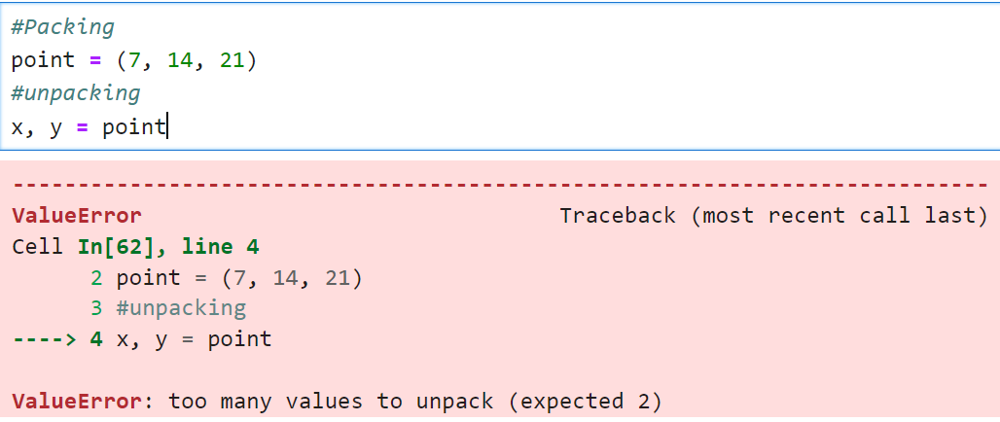 #Packing
point = (7, 14, 21)
#unpacking
x, y = point
---------------------------------------------------------------------------
ValueError                                Traceback (most recent call last)
Cell In[62], line 4
      2 point = (7, 14, 21)
      3 #unpacking
----> 4 x, y = point
ValueError: too many values to unpack (expected 2)